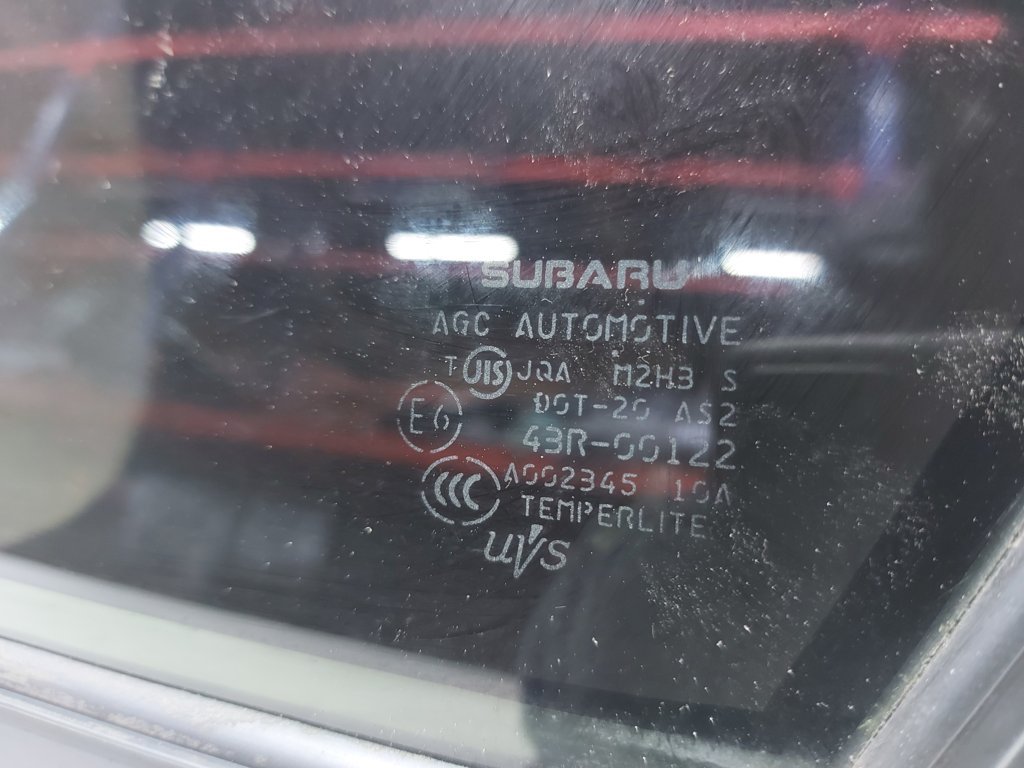 SUBARU
AGC AUTOMOTIVE
T JIS JQA M2H3 S
E6 DOT-20 AS2
43R-00122
CCC A002345 10A
TEMPERLITE
UVS